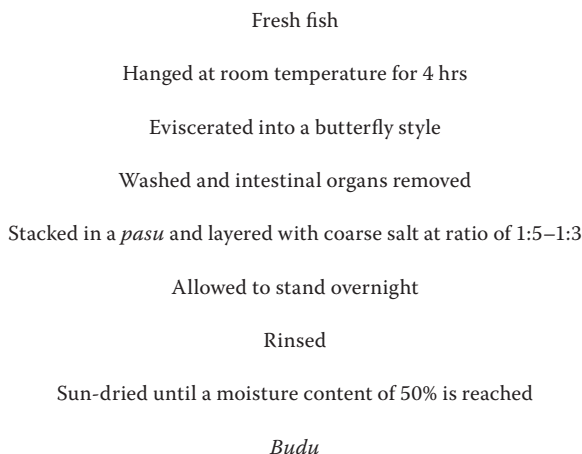 Fresh fish
Hanged at room temperature for 4 hrs
Eviscerated into a butterfly style
Washed and intestinal organs removed
Stacked in a pasu and layered with coarse salt at ratio of 1:5–1:3
Allowed to stand overnight
Rinsed
Sun-dried until a moisture content of 50% is reached
Budu